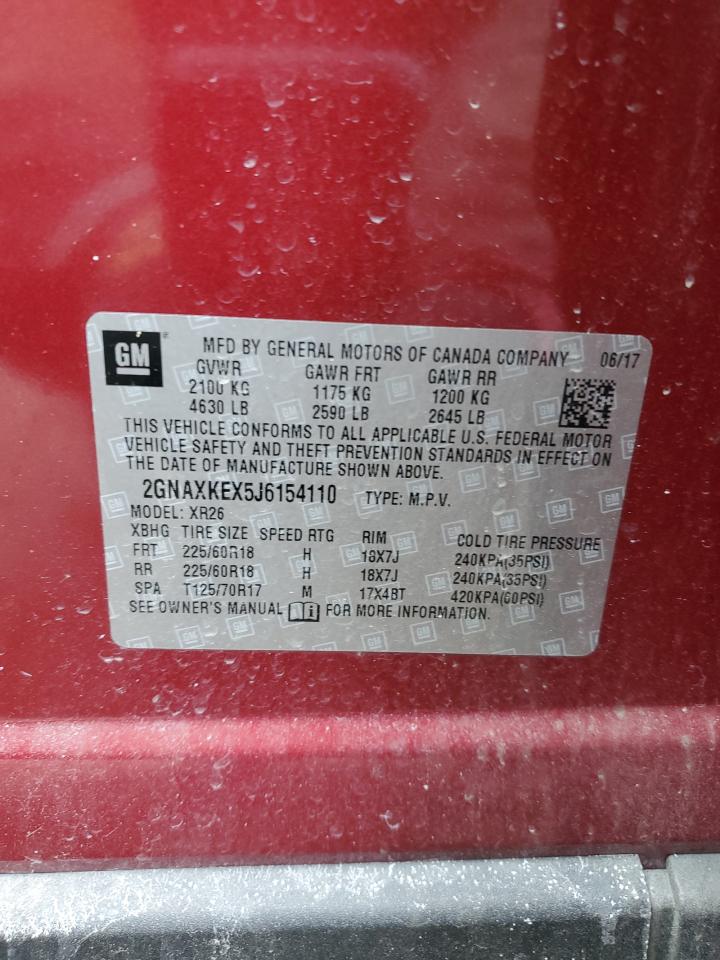 GM MFD BY GENERAL MOTORS OF CANADA COMPANY 06/17
GVWR GAWR FRT GAWR RR
2100 KG 1175 KG 1200 KG
4630 LB 2590 LB 2645 LB
THIS VEHICLE CONFORMS TO ALL APPLICABLE U.S. FEDERAL MOTOR
VEHICLE SAFETY AND THEFT PREVENTION STANDARDS IN EFFECT ON
THE DATE OF MANUFACTURE SHOWN ABOVE.
2GNAXKEX5J6154110 TYPE: M.P.V.
MODEL: XR26
XBHG TIRE SIZE SPEED RTG RIM COLD TIRE PRESSURE
FRT 225/60R18 H 18X7J 240KPA(35PSI)
RR 225/60R18 H 18X7J 240KPA(35PSI)
SPA T125/70R17 M 17X4BT 420KPA(60PSI)
SEE OWNER'S MANUAL FOR MORE INFORMATION.